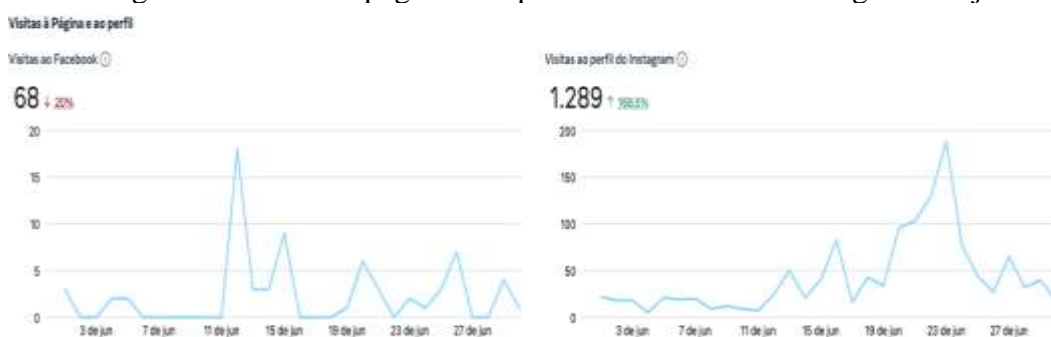 Visitas à Página e ao perfil
Visitas ao Facebook
68 ↓ 20%
20
15
10
5
0
3 de jun 7 de jun 11 de jun 15 de jun 19 de jun 23 de jun 27 de jun
Visitas ao perfil do Instagram
1.289 ↑
200
150
100
50
0
3 de jun 7 de jun 11 de jun 15 de jun 19 de jun 23 de jun 27 de jun